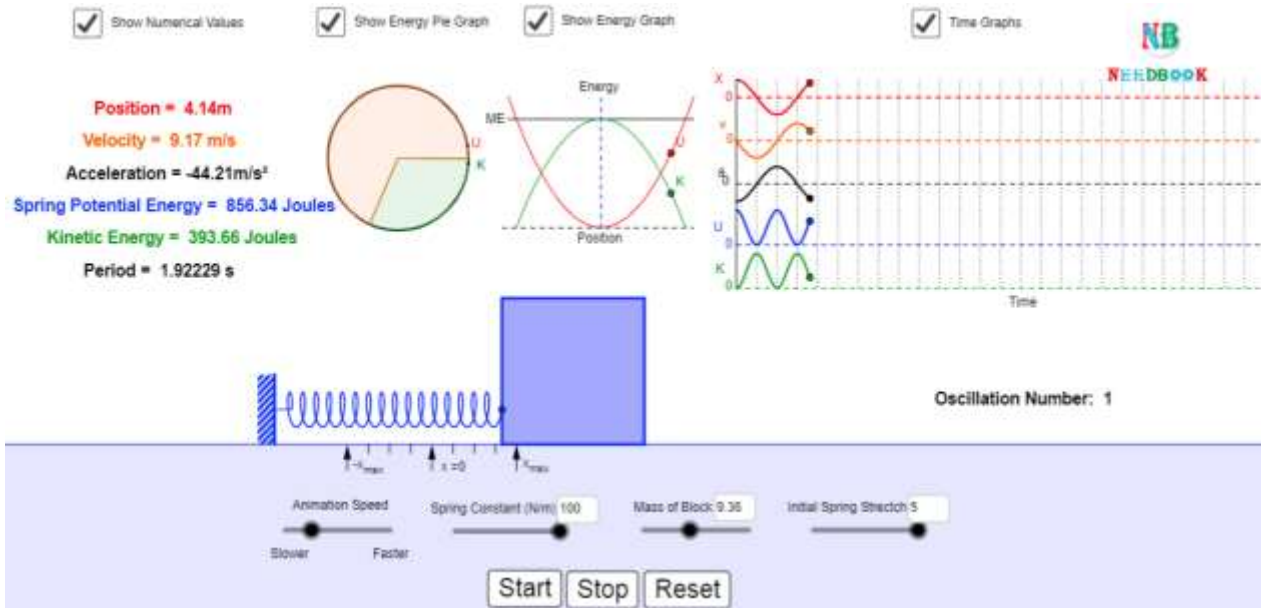 Show Numerical Values
Show Energy Pie Graph
Show Energy Graph
Time Graphs
NB
NEEDBOOK
Position = 4.14m
Velocity = 9.17 m/s
Acceleration = -44.21m/s²
Spring Potential Energy = 856.34 Joules
Kinetic Energy = 393.66 Joules
Period = 1.92229 s
U
K
Energy
ME
U
K
Position
X
0
v
0
a
0
U
0
K
0
Time
Oscillation Number: 1
-x max
x =0
x max
Animation Speed
Slower
Faster
Spring Constant (N/m) 100
Mass of Block 9.36
Initial Spring Strectch 5
Start
Stop
Reset